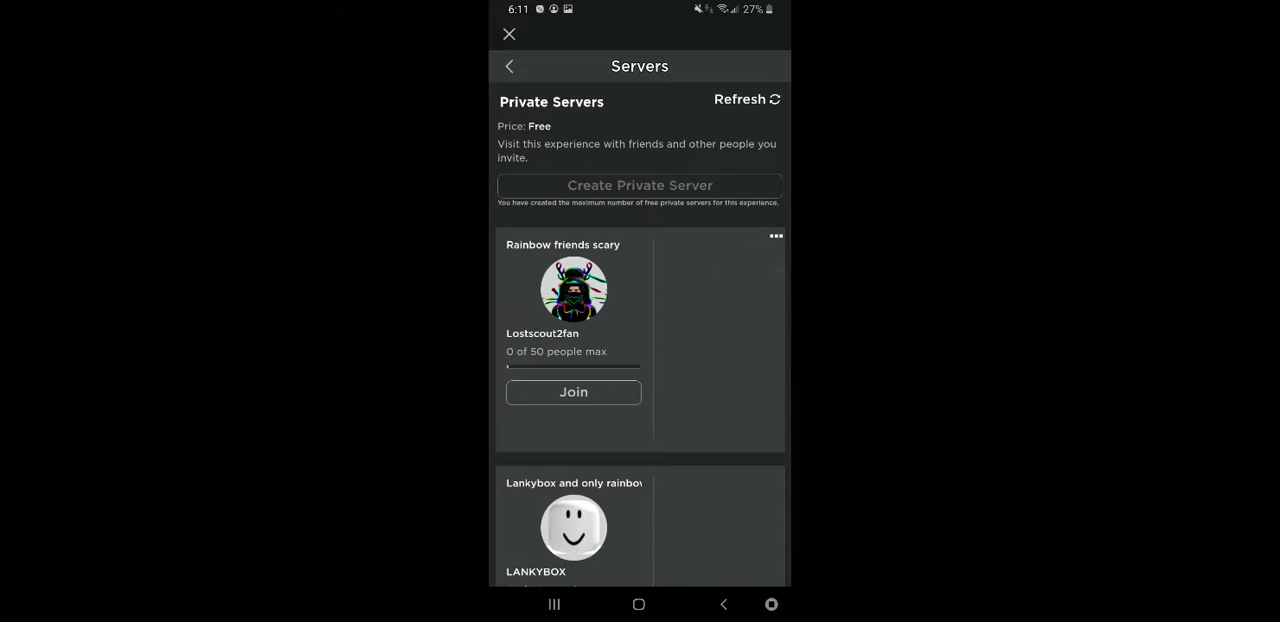 6:11
27%
Servers
Private Servers
Refresh
Price: Free
Visit this experience with friends and other people you
invite.
Create Private Server
You have created the maximum number of free private servers for this experience.
Rainbow friends scary
Lostscout2fan
0 of 50 people max
Join
Lankybox and only rainbo
LANKYBOX